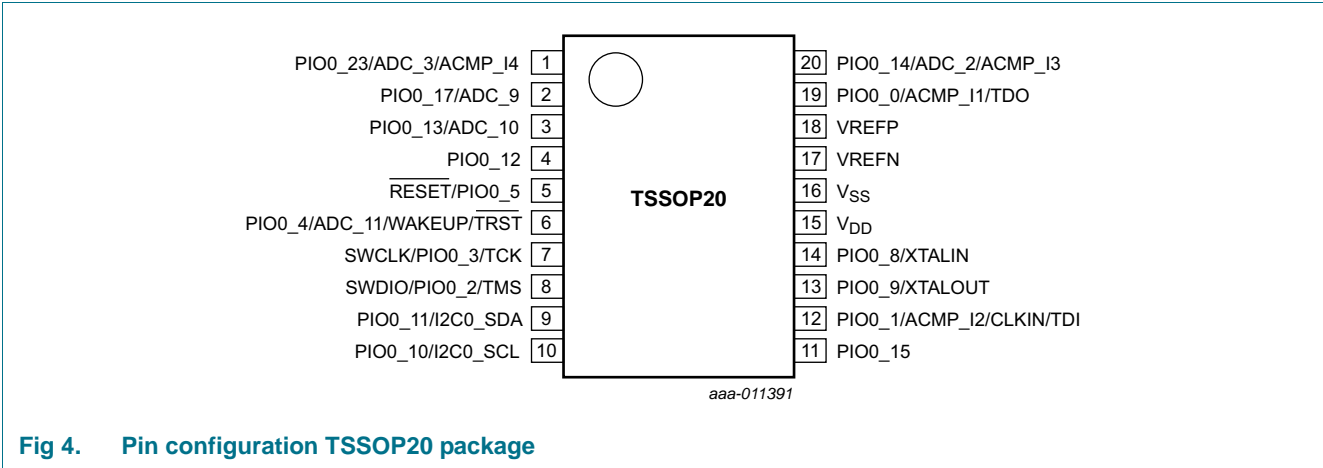 PIO0_23/ADC_3/ACMP_I4 1
PIO0_17/ADC_9 2
PIO0_13/ADC_10 3
PIO0_12 4
RESET/PIO0_5 5
PIO0_4/ADC_11/WAKEUP/TRST 6
SWCLK/PIO0_3/TCK 7
SWDIO/PIO0_2/TMS 8
PIO0_11/I2C0_SDA 9
PIO0_10/I2C0_SCL 10
TSSOP20
20 PIO0_14/ADC_2/ACMP_I3
19 PIO0_0/ACMP_I1/TDO
18 VREFP
17 VREFN
16 VSS
15 VDD
14 PIO0_8/XTALIN
13 PIO0_9/XTALOUT
12 PIO0_1/ACMP_I2/CLKIN/TDI
11 PIO0_15
aaa-011391
Fig 4. Pin configuration TSSOP20 package